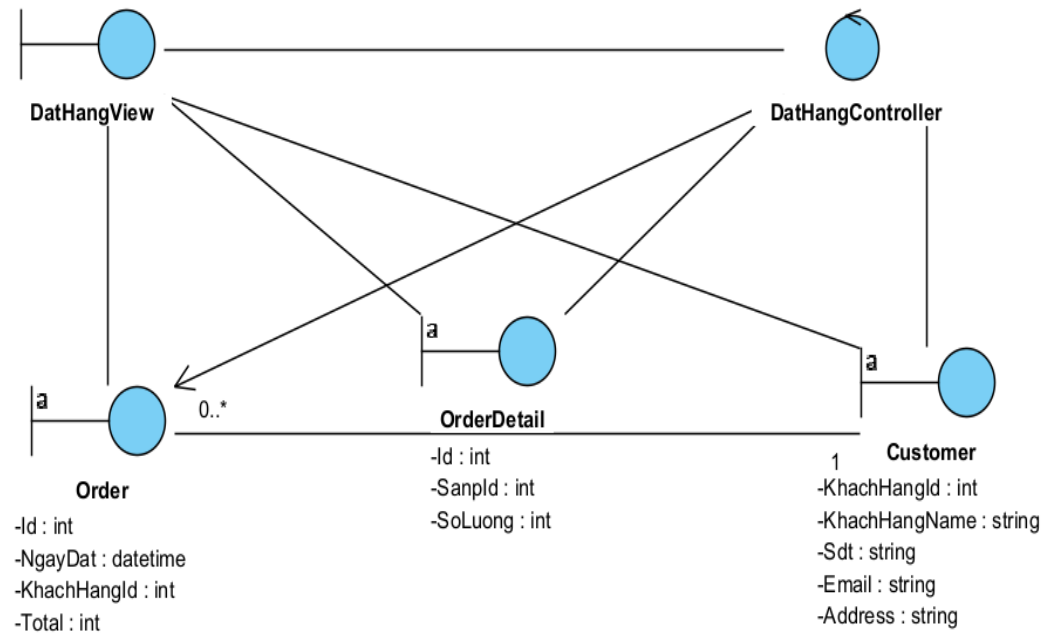 DatHangView
DatHangController
a
a
a
0..*
1
Order
-Id : int
-NgayDat : datetime
-KhachHangId : int
-Total : int
OrderDetail
-Id : int
-SanpId : int
-SoLuong : int
Customer
-KhachHangId : int
-KhachHangName : string
-Sdt : string
-Email : string
-Address : string